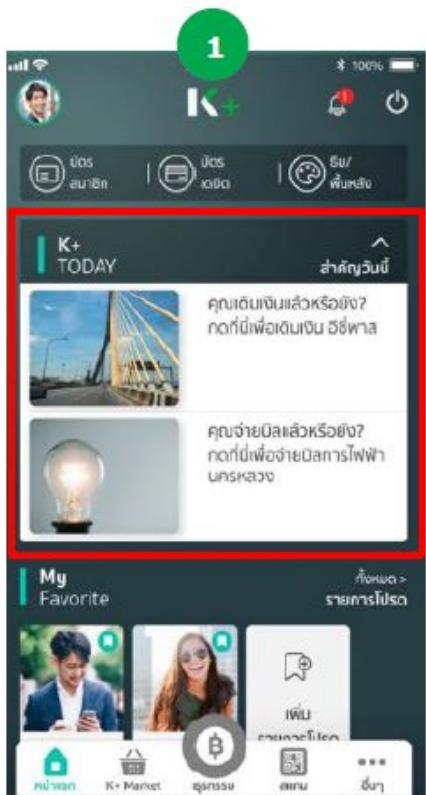 1
100%
K+
1
บัตร
สมาชิก
บัตร
เดบิต
ธีม/
พื้นหลัง
K+
TODAY
สำคัญวันนี้
คุณเติมเงินแล้วหรือยัง?
กดที่นี่เพื่อเติมเงิน อีซี่พาส
คุณจ่ายบิลแล้วหรือยัง?
กดที่นี่เพื่อจ่ายบิลการไฟฟ้า
นครหลวง
My
Favorite
ทั้งหมด >
รายการโปรด
เพิ่ม
รายการโปรด
฿
หน้าแรก
K+ Market
ธุรกรรม
สแกน
อื่นๆ